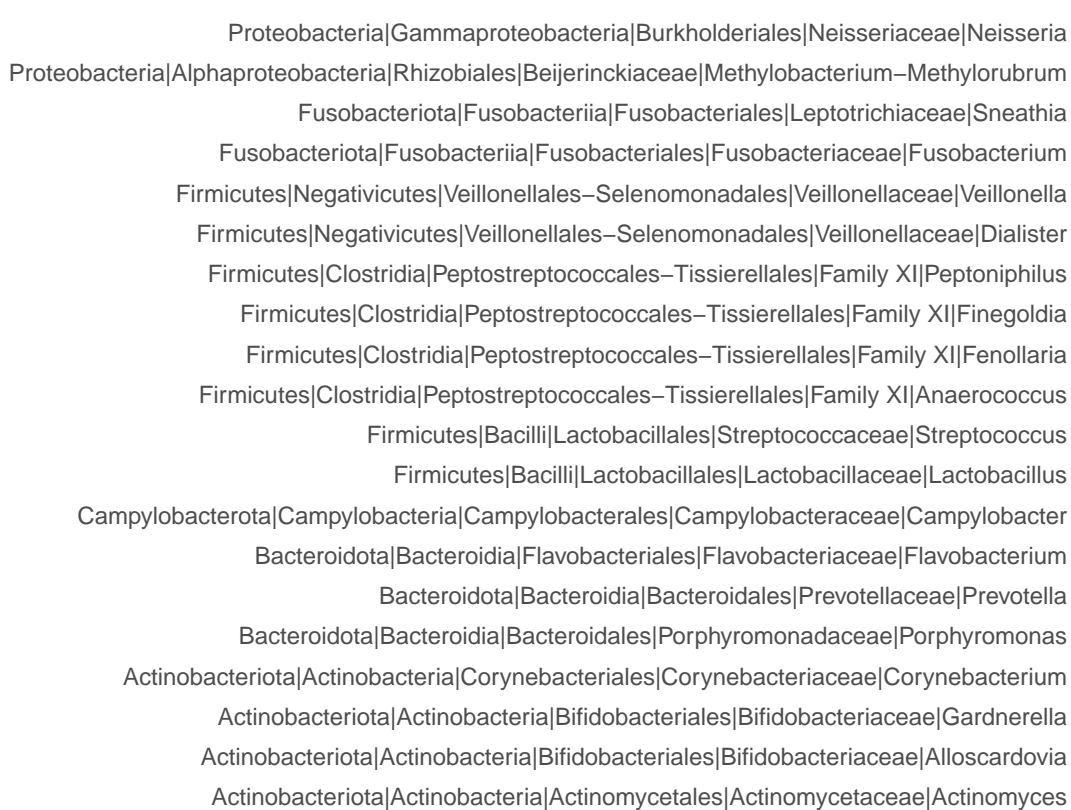 Proteobacteria|Gammaproteobacteria|Burkholderiales|Neisseriaceae|Neisseria
Proteobacteria|Alphaproteobacteria|Rhizobiales|Beijerinckiaceae|Methylobacterium−Methylorubrum
Fusobacteriota|Fusobacteriia|Fusobacteriales|Leptotrichiaceae|Sneathia
Fusobacteriota|Fusobacteriia|Fusobacteriales|Fusobacteriaceae|Fusobacterium
Firmicutes|Negativicutes|Veillonellales−Selenomonadales|Veillonellaceae|Veillonella
Firmicutes|Negativicutes|Veillonellales−Selenomonadales|Veillonellaceae|Dialister
Firmicutes|Clostridia|Peptostreptococcales−Tissierellales|Family XI|Peptoniphilus
Firmicutes|Clostridia|Peptostreptococcales−Tissierellales|Family XI|Finegoldia
Firmicutes|Clostridia|Peptostreptococcales−Tissierellales|Family XI|Fenollaria
Firmicutes|Clostridia|Peptostreptococcales−Tissierellales|Family XI|Anaerococcus
Firmicutes|Bacilli|Lactobacillales|Streptococcaceae|Streptococcus
Firmicutes|Bacilli|Lactobacillales|Lactobacillaceae|Lactobacillus
Campylobacterota|Campylobacteria|Campylobacterales|Campylobacteraceae|Campylobacter
Bacteroidota|Bacteroidia|Flavobacteriales|Flavobacteriaceae|Flavobacterium
Bacteroidota|Bacteroidia|Bacteroidales|Prevotellaceae|Prevotella
Bacteroidota|Bacteroidia|Bacteroidales|Porphyromonadaceae|Porphyromonas
Actinobacteriota|Actinobacteria|Corynebacteriales|Corynebacteriaceae|Corynebacterium
Actinobacteriota|Actinobacteria|Bifidobacteriales|Bifidobacteriaceae|Gardnerella
Actinobacteriota|Actinobacteria|Bifidobacteriales|Bifidobacteriaceae|Alloscardovia
Actinobacteriota|Actinobacteria|Actinomycetales|Actinomycetaceae|Actinomyces